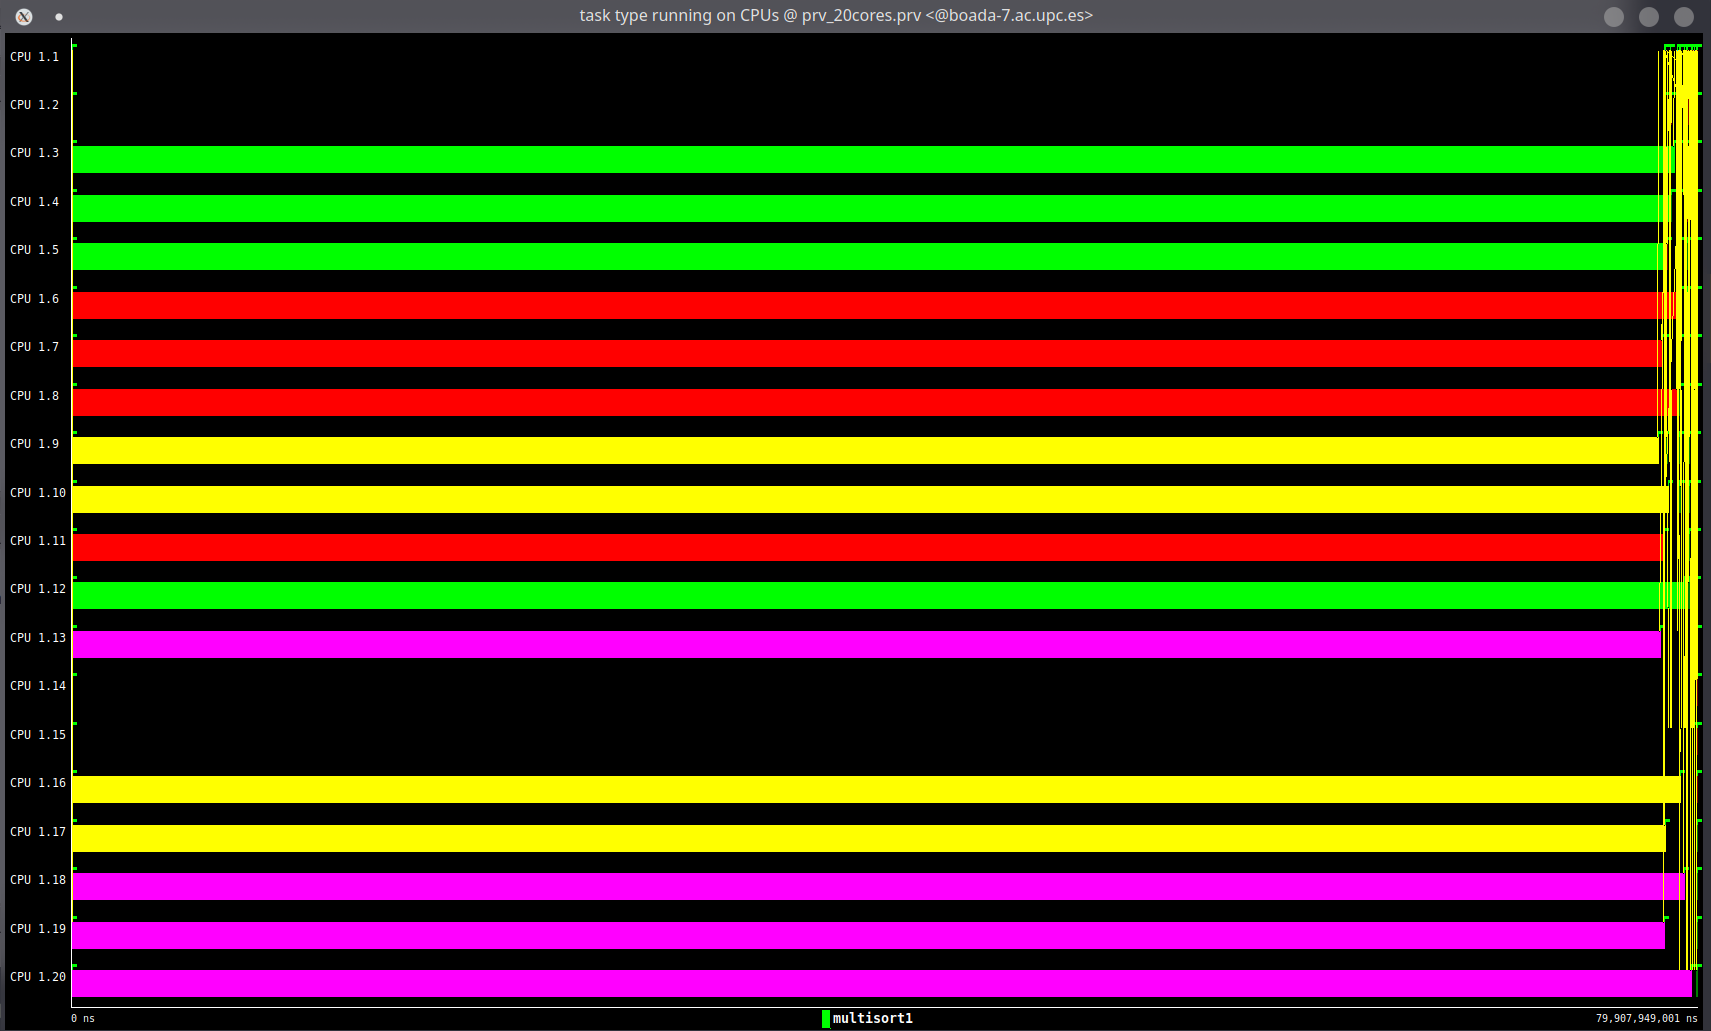 task type running on CPUs @ prv_20cores.prv <@boada-7.ac.upc.es>
CPU 1.1
CPU 1.2
CPU 1.3
CPU 1.4
CPU 1.5
CPU 1.6
CPU 1.7
CPU 1.8
CPU 1.9
CPU 1.10
CPU 1.11
CPU 1.12
CPU 1.13
CPU 1.14
CPU 1.15
CPU 1.16
CPU 1.17
CPU 1.18
CPU 1.19
CPU 1.20
0 ns
multisort1
79,907,949,001 ns